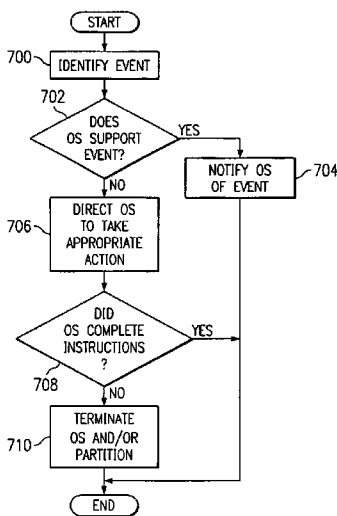 START
700
IDENTIFY EVENT
702
DOES
OS SUPPORT
EVENT?
YES
NO
NOTIFY OS
OF EVENT
704
706
DIRECT OS
TO TAKE
APPROPRIATE
ACTION
DID
OS COMPLETE
INSTRUCTIONS
?
YES
708
NO
710
TERMINATE
OS AND/OR
PARTITION
END